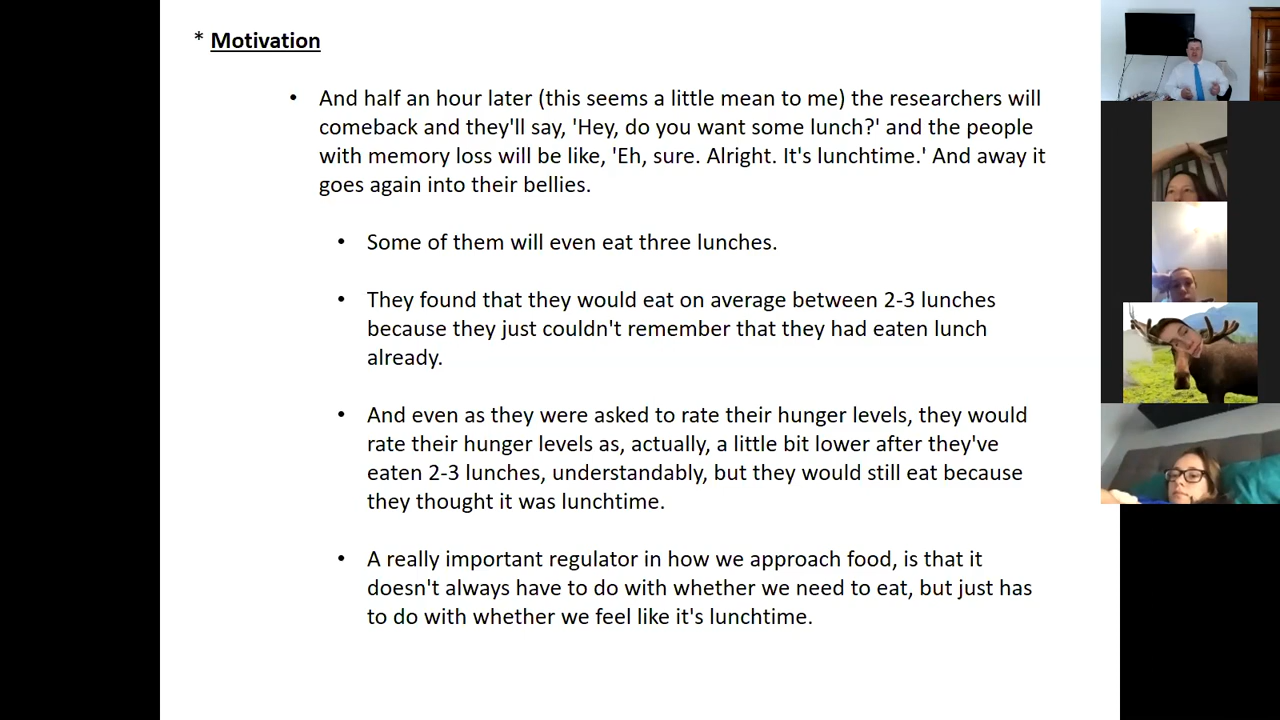 * Motivation
• And half an hour later (this seems a little mean to me) the researchers will
comeback and they'll say, 'Hey, do you want some lunch?' and the people
with memory loss will be like, 'Eh, sure. Alright. It's lunchtime.' And away it
goes again into their bellies.
• Some of them will even eat three lunches.
• They found that they would eat on average between 2-3 lunches
because they just couldn't remember that they had eaten lunch
already.
• And even as they were asked to rate their hunger levels, they would
rate their hunger levels as, actually, a little bit lower after they've
eaten 2-3 lunches, understandably, but they would still eat because
they thought it was lunchtime.
• A really important regulator in how we approach food, is that it
doesn't always have to do with whether we need to eat, but just has
to do with whether we feel like it's lunchtime.